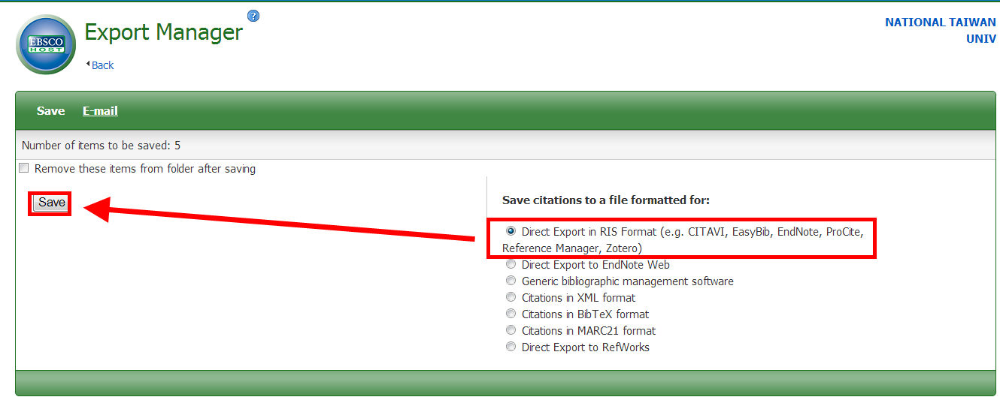 EBSCO
HOST
Export Manager
?
Back
NATIONAL TAIWAN
UNIV
Save E-mail
Number of items to be saved: 5
Remove these items from folder after saving
Save
Save citations to a file formatted for:
Direct Export in RIS Format (e.g. CITAVI, EasyBib, EndNote, ProCite,
Reference Manager, Zotero)
Direct Export to EndNote Web
Generic bibliographic management software
Citations in XML format
Citations in BibTeX format
Citations in MARC21 format
Direct Export to RefWorks